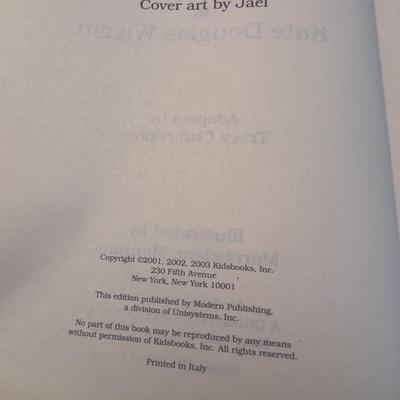 Cover art by Jael
Kate Douglas Wiggin
Adapted by
Tracy Christopher
Illustrated by
Copyright ©2001, 2002, 2003 Kidsbooks, Inc.
230 Fifth Avenue
New York, New York 10001
This edition published by Modern Publishing,
a division of Unisystems, Inc.
No part of this book may be reproduced by any means
without permission of Kidsbooks, Inc. All rights reserved.
Printed in Italy